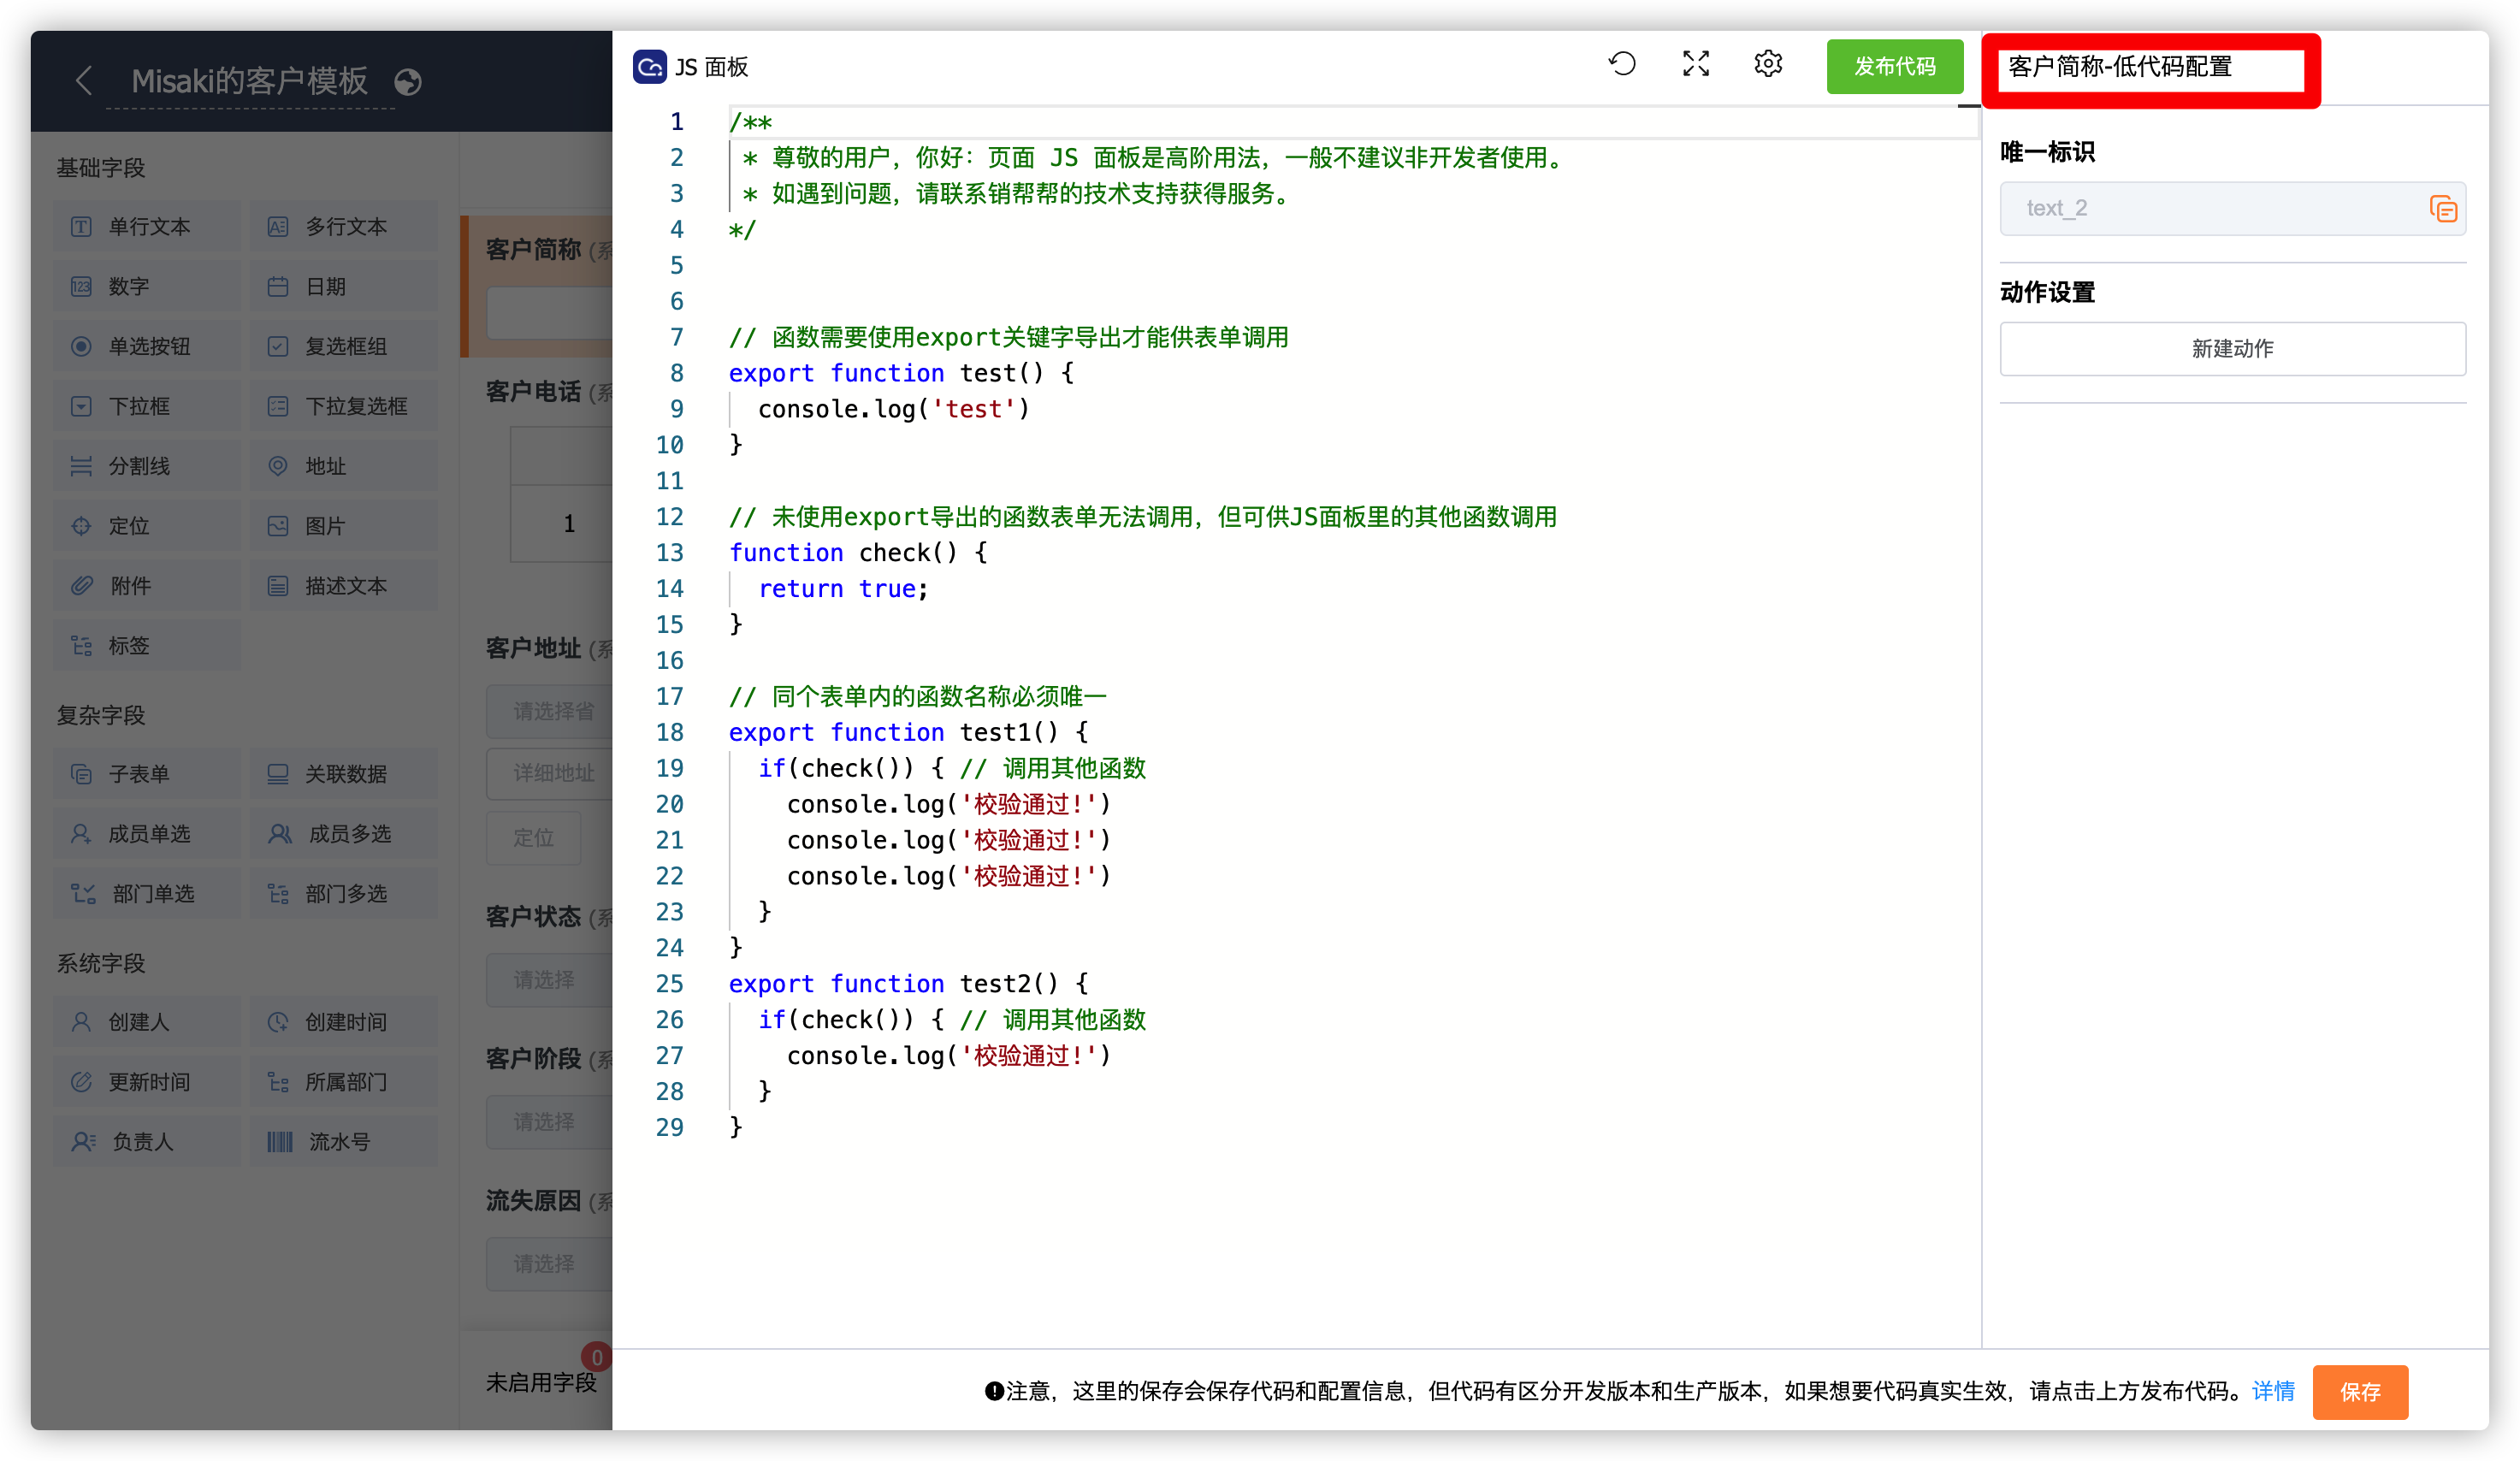 Misaki的客户模板
基础字段
单行文本
多行文本
数字
日期
单选按钮
复选框组
下拉框
下拉复选框
分割线
地址
定位
图片
附件
描述文本
标签
复杂字段
子表单
关联数据
成员单选
成员多选
部门单选
部门多选
系统字段
创建人
创建时间
更新时间
所属部门
负责人
流水号
客户简称 (系
客户电话 (系
1
客户地址 (系
请选择省
详细地址
定位
客户状态 (系
请选择
客户阶段 (系
请选择
流失原因 (系
请选择
未启用字段
0
JS 面板
发布代码
1 /**
2 * 尊敬的用户，你好：页面 JS 面板是高阶用法，一般不建议非开发者使用。
3 * 如遇到问题，请联系销帮帮的技术支持获得服务。
4 */
5
6
7 // 函数需要使用export关键字导出才能供表单调用
8 export function test() {
9 console.log('test')
10 }
11
12 // 未使用export导出的函数表单无法调用，但可供JS面板里的其他函数调用
13 function check() {
14 return true;
15 }
16
17 // 同个表单内的函数名称必须唯一
18 export function test1() {
19 if(check()) { // 调用其他函数
20 console.log('校验通过!')
21 console.log('校验通过!')
22 console.log('校验通过!')
23 }
24 }
25 export function test2() {
26 if(check()) { // 调用其他函数
27 console.log('校验通过!')
28 }
29 }
客户简称-低代码配置
唯一标识
text_2
动作设置
新建动作
注意，这里的保存会保存代码和配置信息，但代码有区分开发版本和生产版本，如果想要代码真实生效，请点击上方发布代码。详情
保存